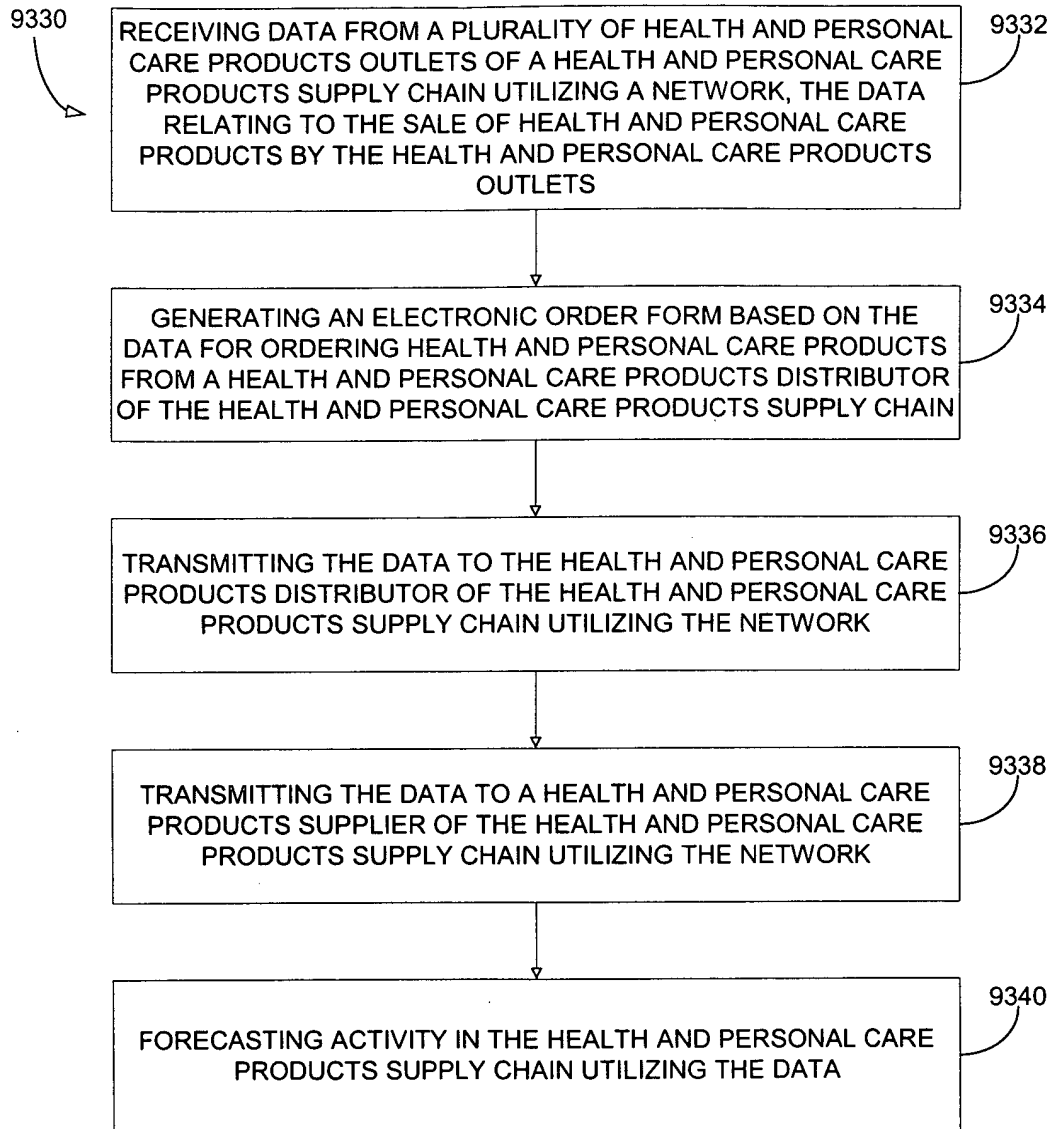 9330
RECEIVING DATA FROM A PLURALITY OF HEALTH AND PERSONAL
CARE PRODUCTS OUTLETS OF A HEALTH AND PERSONAL CARE
PRODUCTS SUPPLY CHAIN UTILIZING A NETWORK, THE DATA
RELATING TO THE SALE OF HEALTH AND PERSONAL CARE
PRODUCTS BY THE HEALTH AND PERSONAL CARE PRODUCTS
OUTLETS
9332
GENERATING AN ELECTRONIC ORDER FORM BASED ON THE
DATA FOR ORDERING HEALTH AND PERSONAL CARE PRODUCTS
FROM A HEALTH AND PERSONAL CARE PRODUCTS DISTRIBUTOR
OF THE HEALTH AND PERSONAL CARE PRODUCTS SUPPLY CHAIN
9334
TRANSMITTING THE DATA TO THE HEALTH AND PERSONAL CARE
PRODUCTS DISTRIBUTOR OF THE HEALTH AND PERSONAL CARE
PRODUCTS SUPPLY CHAIN UTILIZING THE NETWORK
9336
TRANSMITTING THE DATA TO A HEALTH AND PERSONAL CARE
PRODUCTS SUPPLIER OF THE HEALTH AND PERSONAL CARE
PRODUCTS SUPPLY CHAIN UTILIZING THE NETWORK
9338
FORECASTING ACTIVITY IN THE HEALTH AND PERSONAL CARE
PRODUCTS SUPPLY CHAIN UTILIZING THE DATA
9340